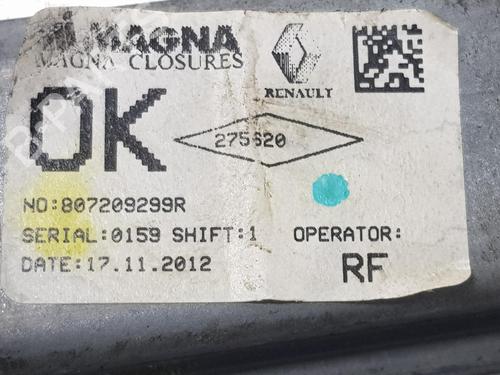 MAGNA
MAGNA CLOSURES
RENAULT
OK
275620
NO:807209299R
SERIAL:0159 SHIFT:1 OPERATOR:
DATE:17.11.2012 RF